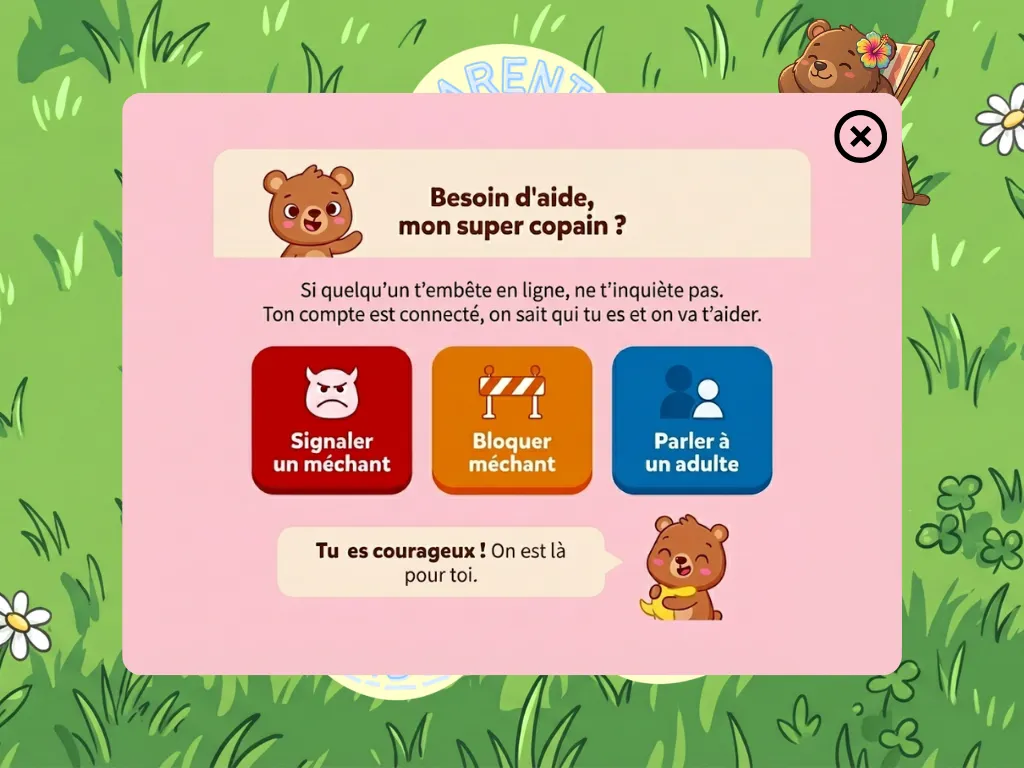 PARENT
Besoin d'aide,
mon super copain ?
Si quelqu'un t'embête en ligne, ne t'inquiète pas.
Ton compte est connecté, on sait qui tu es et on va t'aider.
Signaler
un méchant
Bloquer
méchant
Parler à
un adulte
Tu es courageux ! On est là
pour toi.